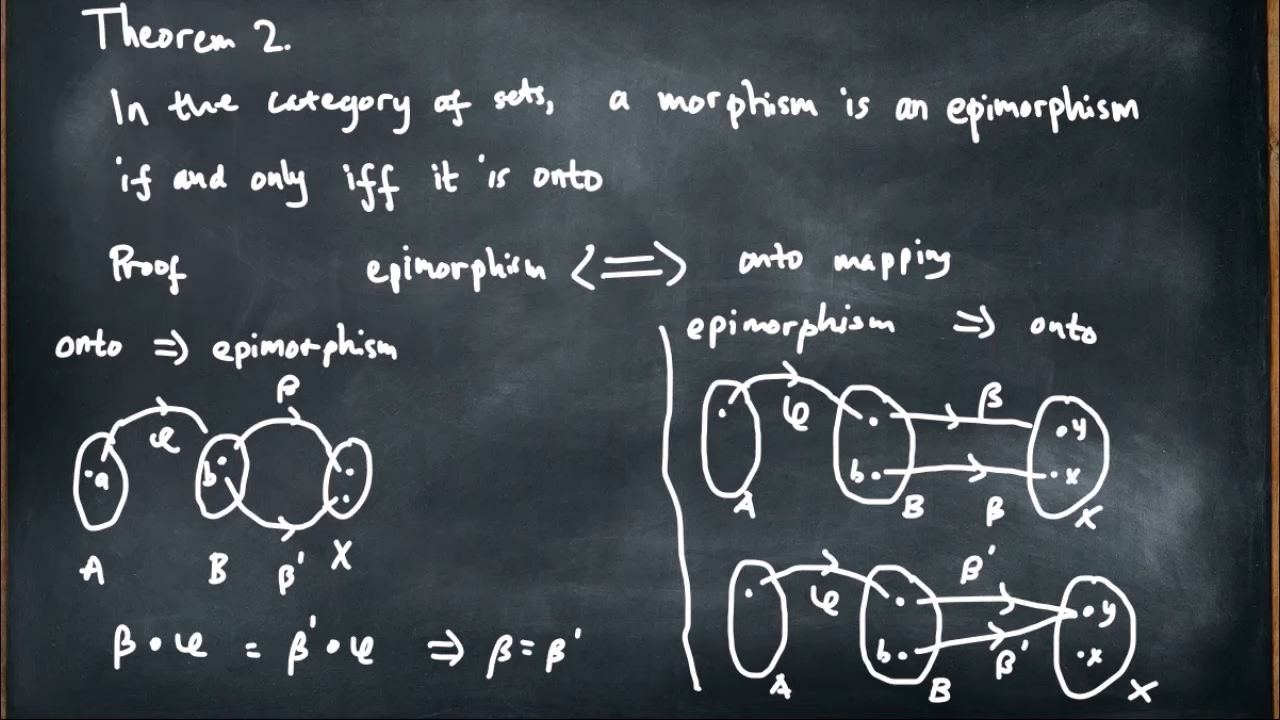 Theorem 2.
In the category of sets, a morphism is an epimorphism
if and only iff it is onto
Proof epimorphism <=> onto mapping
onto => epimorphism
β
φ
a
b
A B β' X
β • φ = β' • φ => β = β'
epimorphism => onto
φ β y
b x
A B β X
β'
φ y
b β' x
A B X